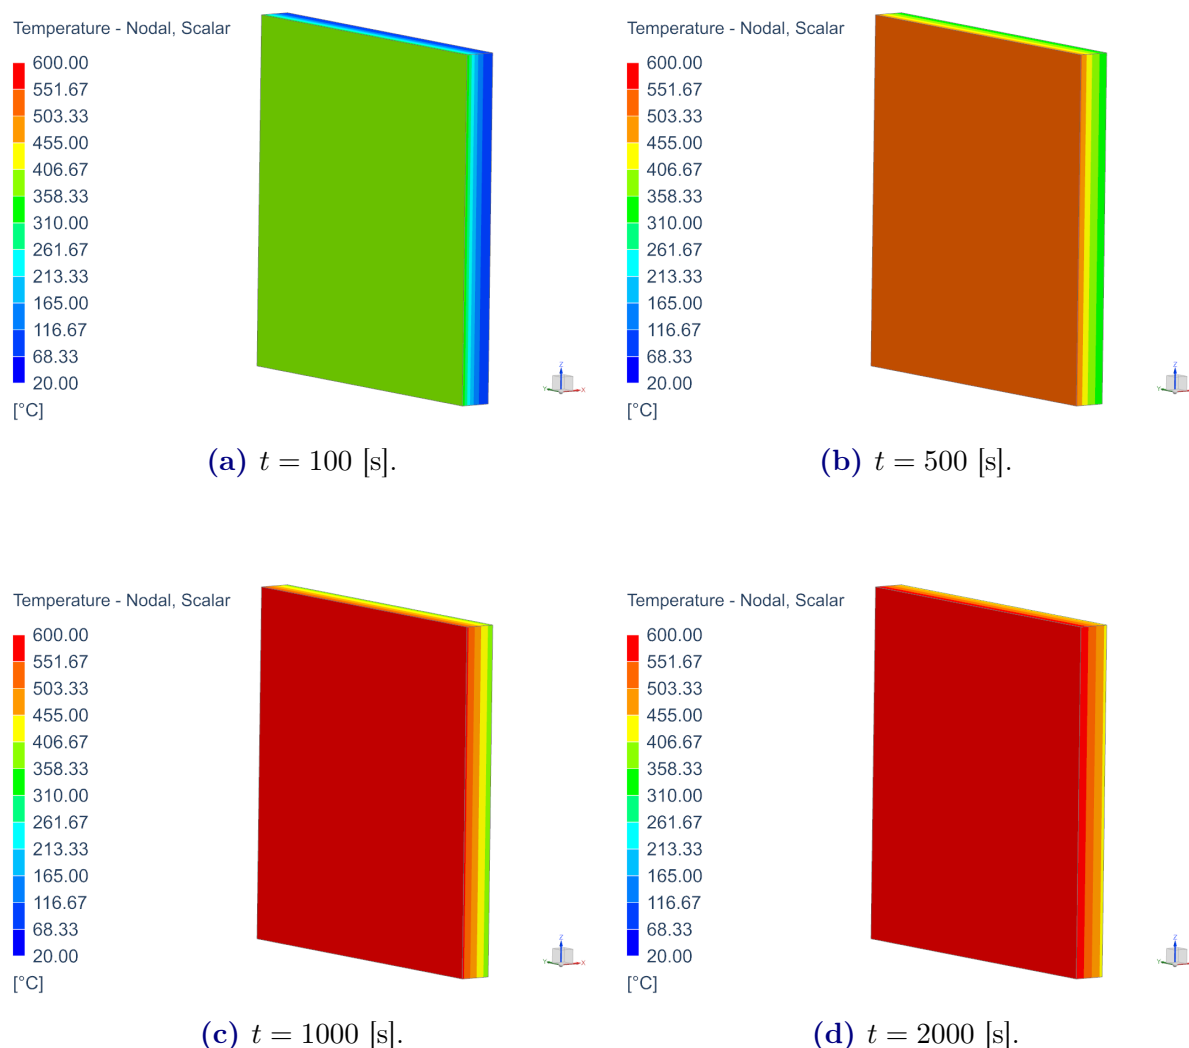 Temperature - Nodal, Scalar
600.00
551.67
503.33
455.00
406.67
358.33
310.00
261.67
213.33
165.00
116.67
68.33
20.00
[°C]
Z
Y
X
(a) t = 100 [s].
Temperature - Nodal, Scalar
600.00
551.67
503.33
455.00
406.67
358.33
310.00
261.67
213.33
165.00
116.67
68.33
20.00
[°C]
Z
Y
(b) t = 500 [s].
Temperature - Nodal, Scalar
600.00
551.67
503.33
455.00
406.67
358.33
310.00
261.67
213.33
165.00
116.67
68.33
20.00
[°C]
Z
Y
X
(c) t = 1000 [s].
Temperature - Nodal, Scalar
600.00
551.67
503.33
455.00
406.67
358.33
310.00
261.67
213.33
165.00
116.67
68.33
20.00
[°C]
Z
Y
(d) t = 2000 [s].